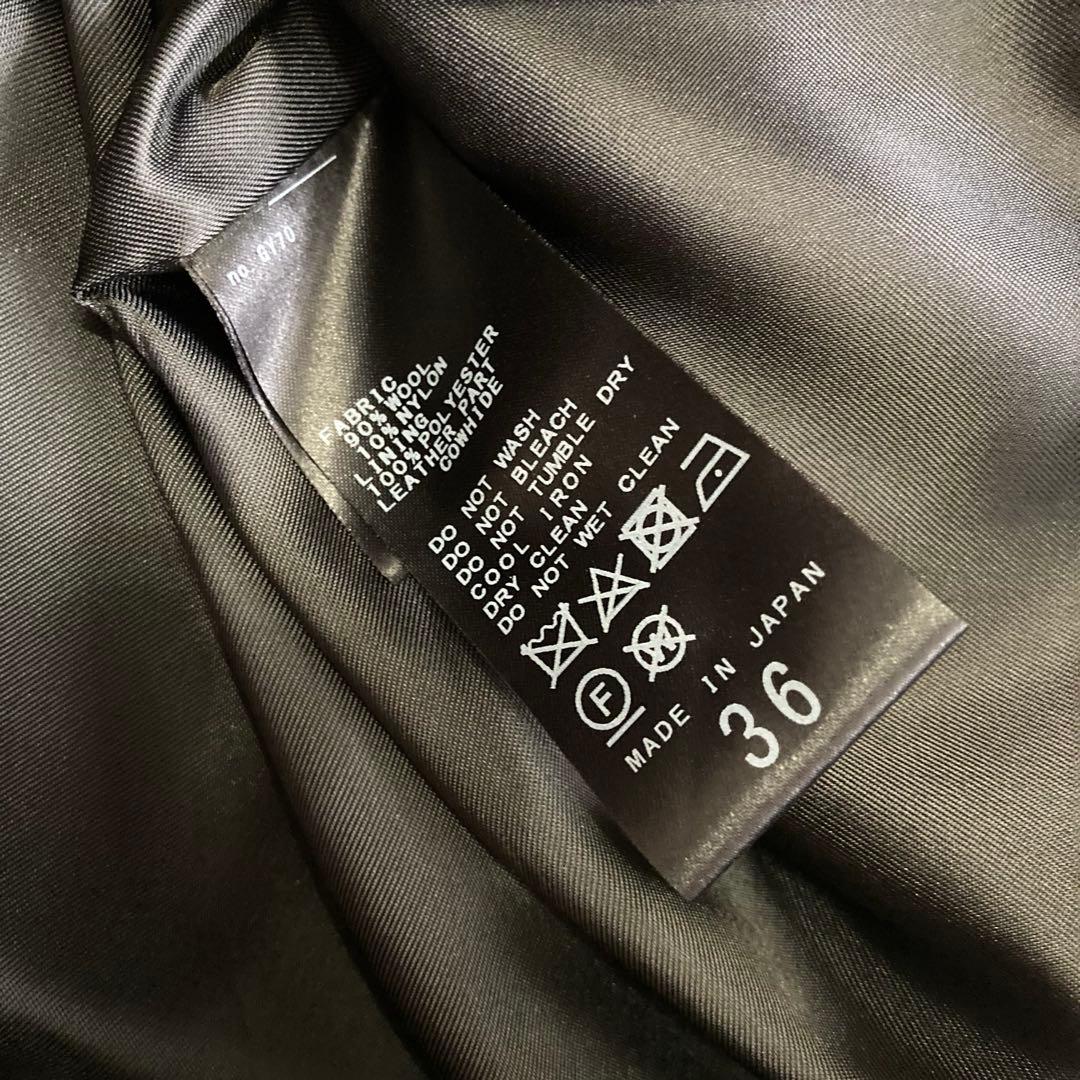 no. GY70
FABRIC
90%WOOL
10%NYLON
LINING
100%POLYESTER
LEATHER PART
COWHIDE
DO NOT WASH
DO NOT BLEACH
DO NOT TUMBLE DRY
COOL IRON
DRY CLEAN
DO NOT WET CLEAN
F
W
MADE IN JAPAN
36